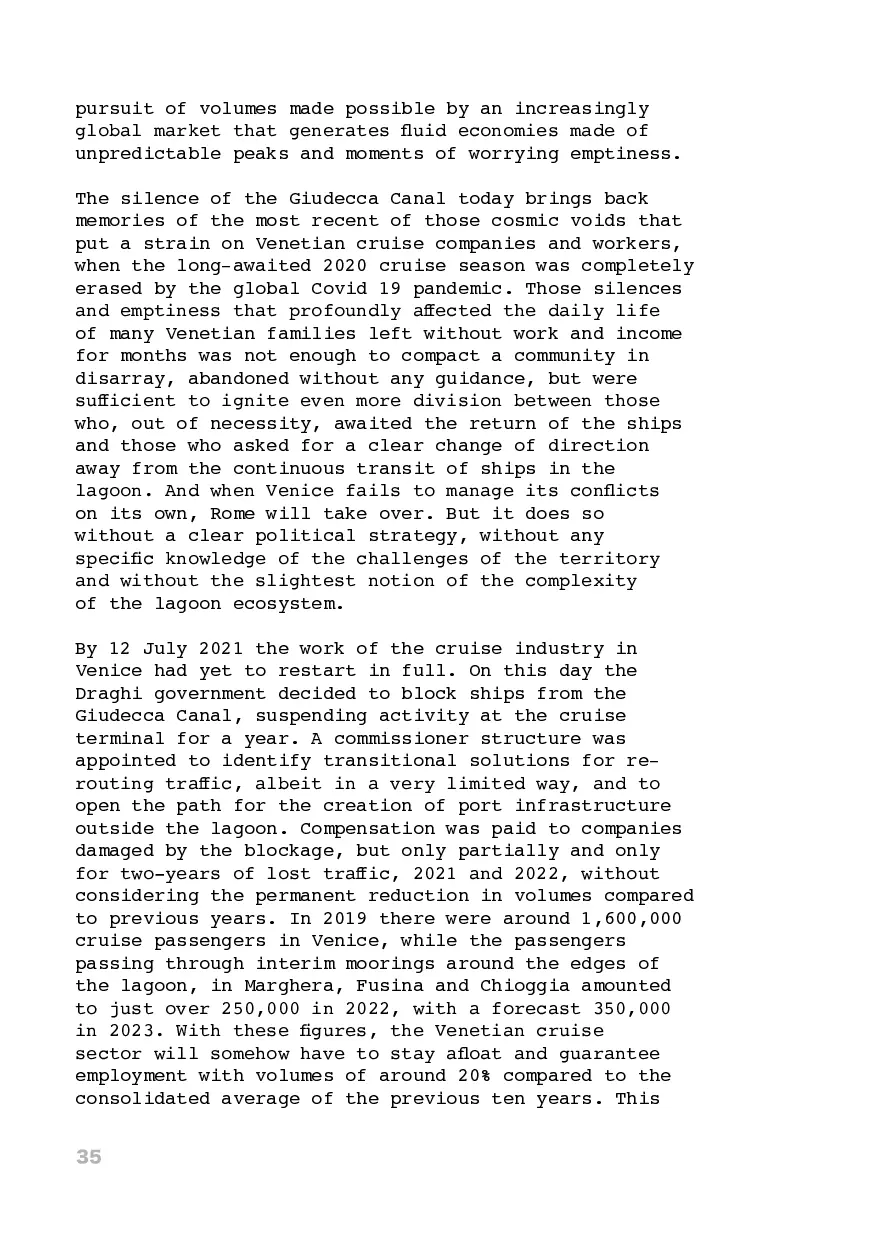 pursuit of volumes made possible by an increasingly
global market that generates fluid economies made of
unpredictable peaks and moments of worrying emptiness.
The silence of the Giudecca Canal today brings back
memories of the most recent of those cosmic voids that
put a strain on Venetian cruise companies and workers,
when the long-awaited 2020 cruise season was completely
erased by the global Covid 19 pandemic. Those silences
and emptiness that profoundly affected the daily life
of many Venetian families left without work and income
for months was not enough to compact a community in
disarray, abandoned without any guidance, but were
sufficient to ignite even more division between those
who, out of necessity, awaited the return of the ships
and those who asked for a clear change of direction
away from the continuous transit of ships in the
lagoon. And when Venice fails to manage its conflicts
on its own, Rome will take over. But it does so
without a clear political strategy, without any
specific knowledge of the challenges of the territory
and without the slightest notion of the complexity
of the lagoon ecosystem.
By 12 July 2021 the work of the cruise industry in
Venice had yet to restart in full. On this day the
Draghi government decided to block ships from the
Giudecca Canal, suspending activity at the cruise
terminal for a year. A commissioner structure was
appointed to identify transitional solutions for re-
routing traffic, albeit in a very limited way, and to
open the path for the creation of port infrastructure
outside the lagoon. Compensation was paid to companies
damaged by the blockage, but only partially and only
for two-years of lost traffic, 2021 and 2022, without
considering the permanent reduction in volumes compared
to previous years. In 2019 there were around 1,600,000
cruise passengers in Venice, while the passengers
passing through interim moorings around the edges of
the lagoon, in Marghera, Fusina and Chioggia amounted
to just over 250,000 in 2022, with a forecast 350,000
in 2023. With these figures, the Venetian cruise
sector will somehow have to stay afloat and guarantee
employment with volumes of around 20% compared to the
consolidated average of the previous ten years. This
35